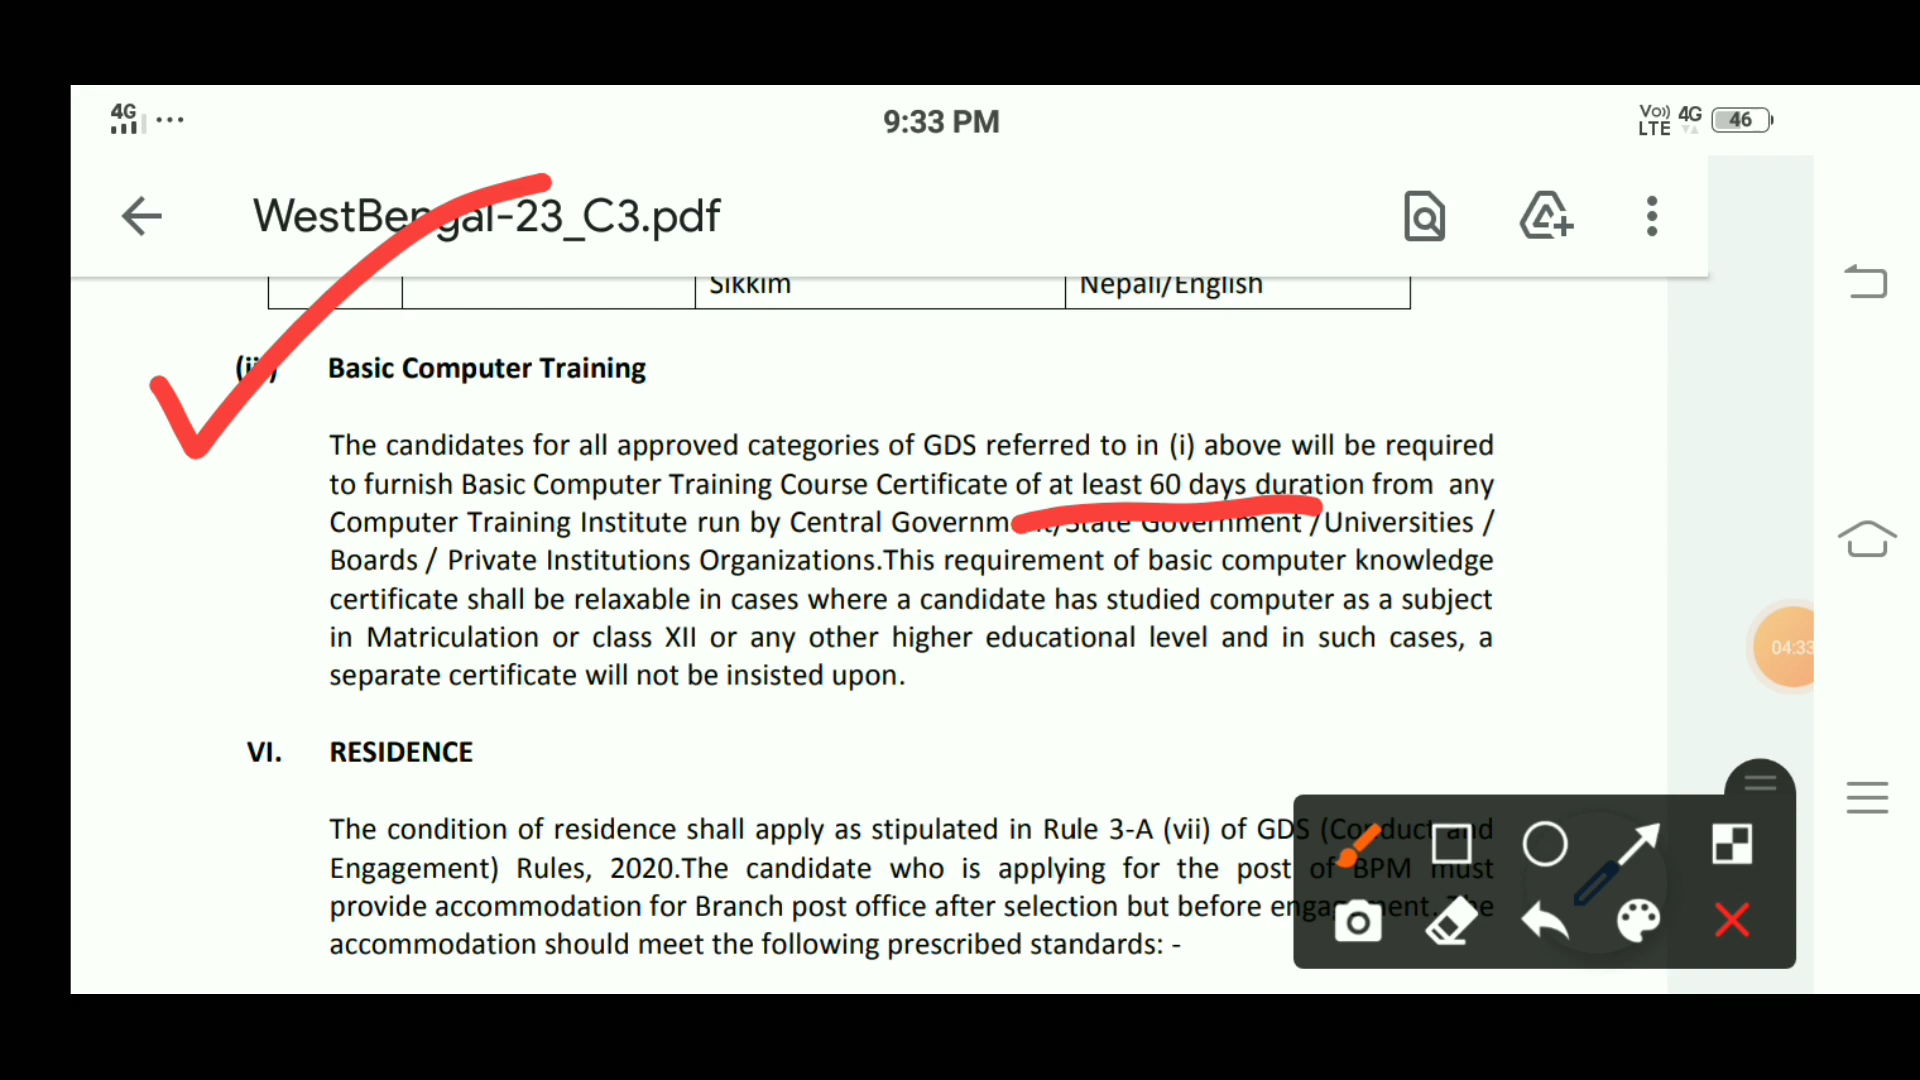 4G ...
9:33 PM
Vo)) LTE 4G 46
WestBengal-23_C3.pdf
Sikkim Nepali/English
Basic Computer Training
The candidates for all approved categories of GDS referred to in (i) above will be required
to furnish Basic Computer Training Course Certificate of at least 60 days duration from any
Computer Training Institute run by Central Government/State Government /Universities /
Boards / Private Institutions Organizations.This requirement of basic computer knowledge
certificate shall be relaxable in cases where a candidate has studied computer as a subject
in Matriculation or class XII or any other higher educational level and in such cases, a
separate certificate will not be insisted upon.
04:33
VI. RESIDENCE
The condition of residence shall apply as stipulated in Rule 3-A (vii) of GDS (Conduct and
Engagement) Rules, 2020.The candidate who is applying for the post of BPM must
provide accommodation for Branch post office after selection but before engagement. The
accommodation should meet the following prescribed standards: -